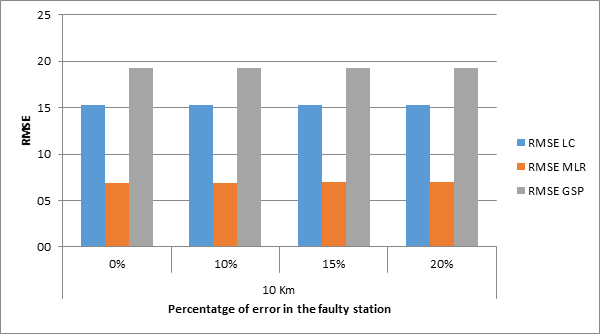 25
20
15
10
05
00
RMSE
RMSE LC
RMSE MLR
RMSE GSP
0% 10% 15% 20%
10 Km
Percentatge of error in the faulty station